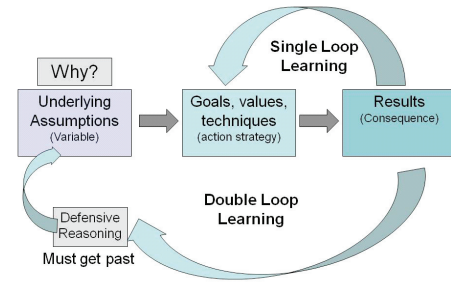 Single Loop
Learning
Why?
Underlying
Assumptions
(Variable)
Goals, values,
techniques
(action strategy)
Results
(Consequence)
Double Loop
Learning
Defensive
Reasoning
Must get past